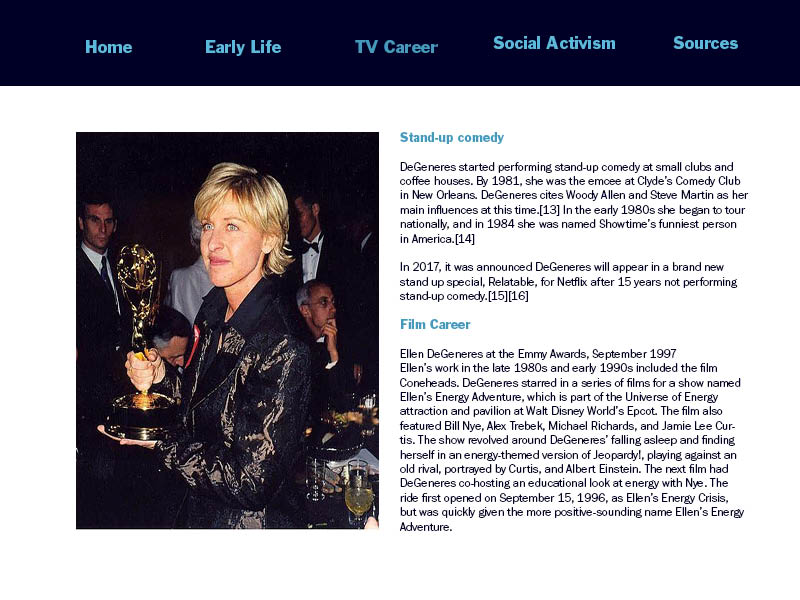 Home
Early Life
TV Career
Social Activism
Sources
Stand-up comedy
DeGeneres started performing stand-up comedy at small clubs and
coffee houses. By 1981, she was the emcee at Clyde's Comedy Club
in New Orleans. DeGeneres cites Woody Allen and Steve Martin as her
main influences at this time.[13] In the early 1980s she began to tour
nationally, and in 1984 she was named Showtime's funniest person
in America.[14]
In 2017, it was announced DeGeneres will appear in a brand new
stand up special, Relatable, for Netflix after 15 years not performing
stand-up comedy.[15][16]
Film Career
Ellen DeGeneres at the Emmy Awards, September 1997
Ellen's work in the late 1980s and early 1990s included the film
Coneheads. DeGeneres starred in a series of films for a show named
Ellen's Energy Adventure, which is part of the Universe of Energy
attraction and pavilion at Walt Disney World's Epcot. The film also
featured Bill Nye, Alex Trebek, Michael Richards, and Jamie Lee Cur-
tis. The show revolved around DeGeneres' falling asleep and finding
herself in an energy-themed version of Jeopardy!, playing against an
old rival, portrayed by Curtis, and Albert Einstein. The next film had
DeGeneres co-hosting an educational look at energy with Nye. The
ride first opened on September 15, 1996, as Ellen's Energy Crisis,
but was quickly given the more positive-sounding name Ellen's Energy
Adventure.